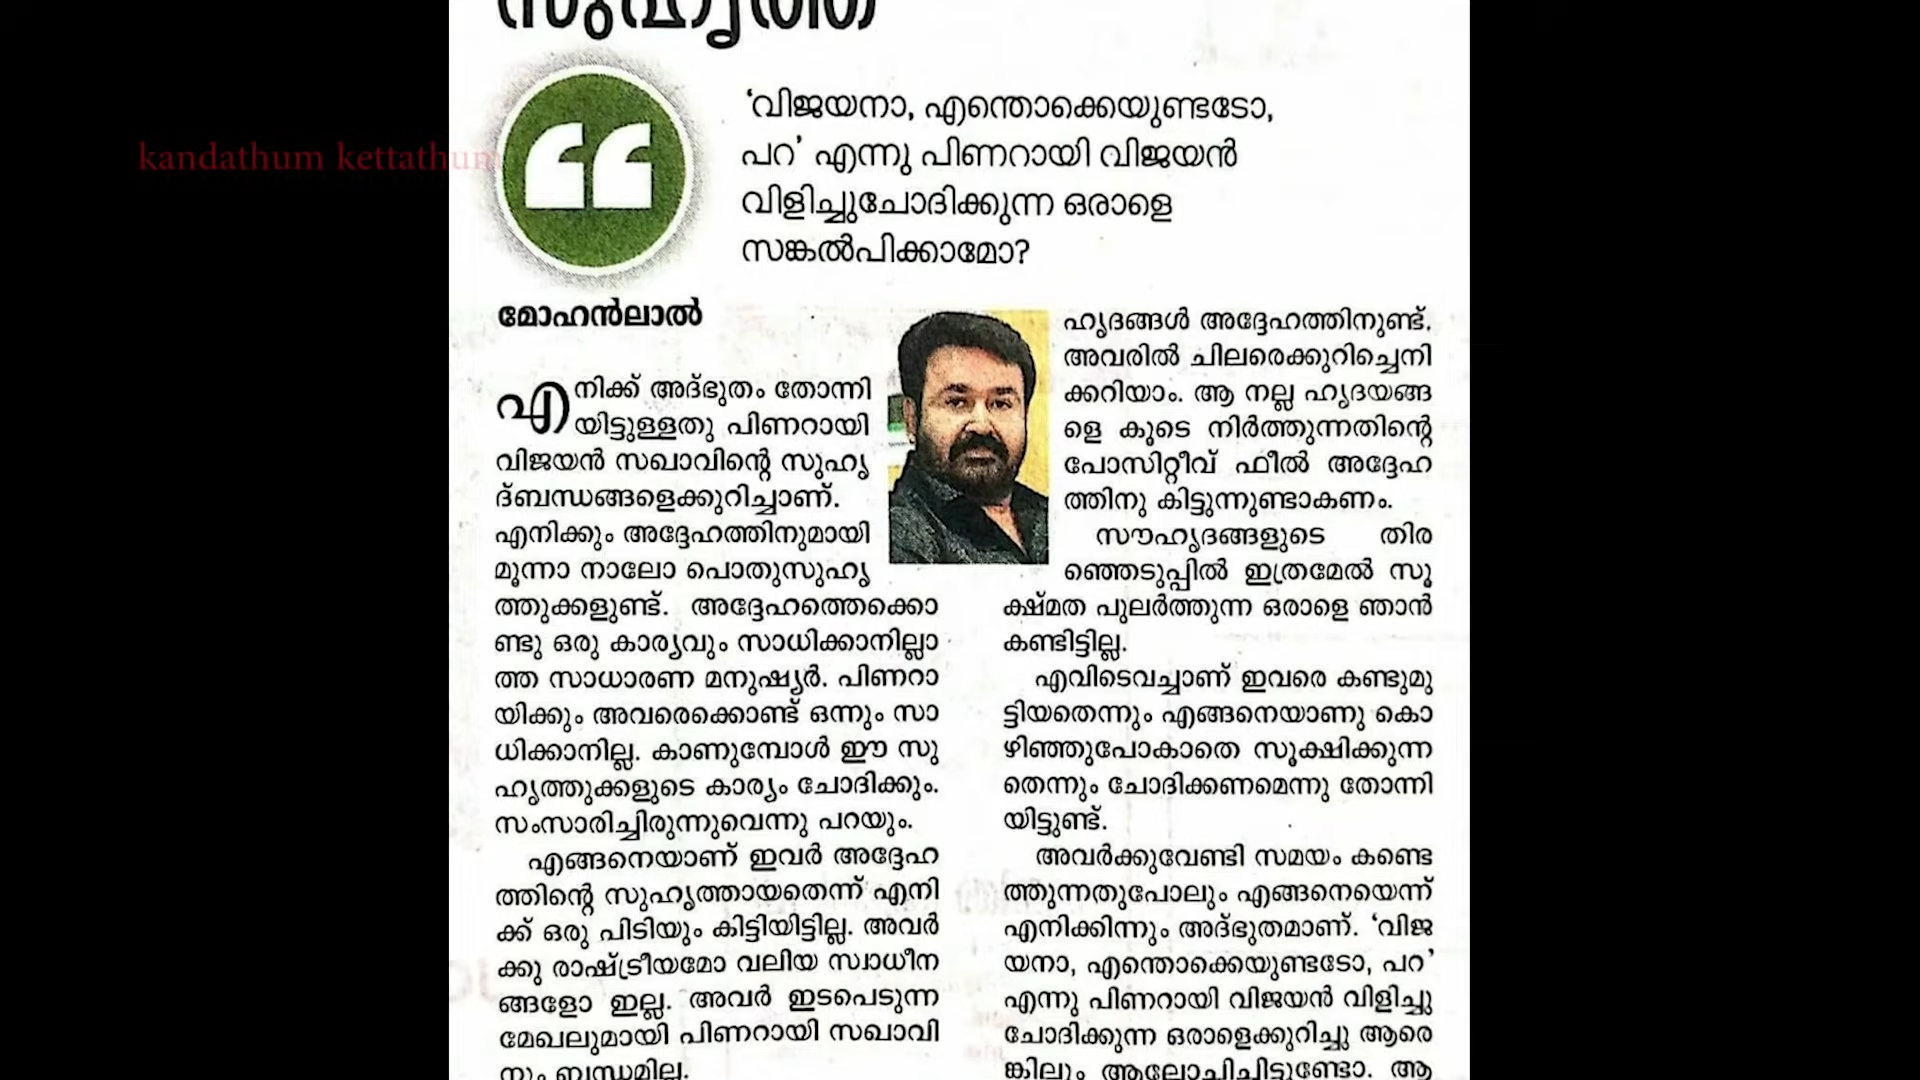 സുഹൃത്ത്
kandathum kettathum
‘വിജയനാ, എന്തൊക്കെയുണ്ടടോ,
പറ’ എന്നു പിണറായി വിജയൻ
വിളിച്ചുചോദിക്കുന്ന ഒരാളെ
സങ്കൽപിക്കാമോ?
മോഹൻലാൽ
എനിക്ക് അദ്ഭുതം തോന്നി
യിട്ടുള്ളതു പിണറായി
വിജയൻ സഖാവിന്റെ സുഹൃ
ദ്ബന്ധങ്ങളെക്കുറിച്ചാണ്.
എനിക്കും അദ്ദേഹത്തിനുമായി
മൂന്നാ നാലോ പൊതുസുഹൃ
ത്തുക്കളുണ്ട്. അദ്ദേഹത്തെക്കൊ
ണ്ടു ഒരു കാര്യവും സാധിക്കാനില്ലാ
ത്ത സാധാരണ മനുഷ്യർ. പിണറാ
യിക്കും അവരെക്കൊണ്ട് ഒന്നും സാ
ധിക്കാനില്ല. കാണുമ്പോൾ ഈ സു
ഹൃത്തുക്കളുടെ കാര്യം ചോദിക്കും.
സംസാരിച്ചിരുന്നുവെന്നു പറയും.
എങ്ങനെയാണ് ഇവർ അദ്ദേഹ
ത്തിന്റെ സുഹൃത്തായതെന്ന് എനി
ക്ക് ഒരു പിടിയും കിട്ടിയിട്ടില്ല. അവർ
ക്കു രാഷ്ട്രീയമോ വലിയ സ്വാധീന
ങ്ങളോ ഇല്ല. അവർ ഇടപെടുന്ന
മേഖലുമായി പിണറായി സഖാവി
നും ബന്ധമില്ല.
ഹൃദങ്ങൾ അദ്ദേഹത്തിനുണ്ട്.
അവരിൽ ചിലരെക്കുറിച്ചെനി
ക്കറിയാം. ആ നല്ല ഹൃദയങ്ങ
ളെ കൂടെ നിർത്തുന്നതിന്റെ
പോസിറ്റീവ് ഫീൽ അദ്ദേഹ
ത്തിനു കിട്ടുന്നുണ്ടാകണം.
സൗഹൃദങ്ങളുടെ തിര
ഞ്ഞെടുപ്പിൽ ഇത്രമേൽ സൂ
ക്ഷ്മത പുലർത്തുന്ന ഒരാളെ ഞാൻ
കണ്ടിട്ടില്ല.
എവിടെവച്ചാണ് ഇവരെ കണ്ടുമു
ട്ടിയതെന്നും എങ്ങനെയാണു കൊ
ഴിഞ്ഞുപോകാതെ സൂക്ഷിക്കുന്ന
തെന്നും ചോദിക്കണമെന്നു തോന്നി
യിട്ടുണ്ട്.
അവർക്കുവേണ്ടി സമയം കണ്ടെ
ത്തുന്നതുപോലും എങ്ങനെയെന്ന്
എനിക്കിന്നും അദ്ഭുതമാണ്. ‘വിജ
യനാ, എന്തൊക്കെയുണ്ടടോ, പറ’
എന്നു പിണറായി വിജയൻ വിളിച്ചു
ചോദിക്കുന്ന ഒരാളെക്കുറിച്ചു ആരെ
ങ്കിലും ആലോചിച്ചിട്ടുണ്ടോ. ആ